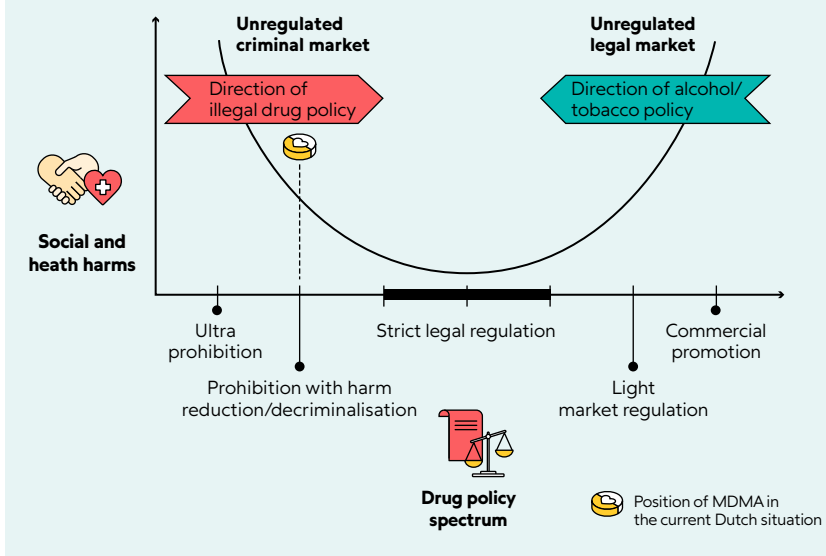 Unregulated
criminal market
Unregulated
legal market
Direction of
illegal drug policy
Direction of alcohol/
tobacco policy
Social and
heath harms
Ultra
prohibition
Strict legal regulation
Commercial
promotion
Prohibition with harm
reduction/decriminalisation
Light
market regulation
Drug policy
spectrum
Position of MDMA in
the current Dutch situation